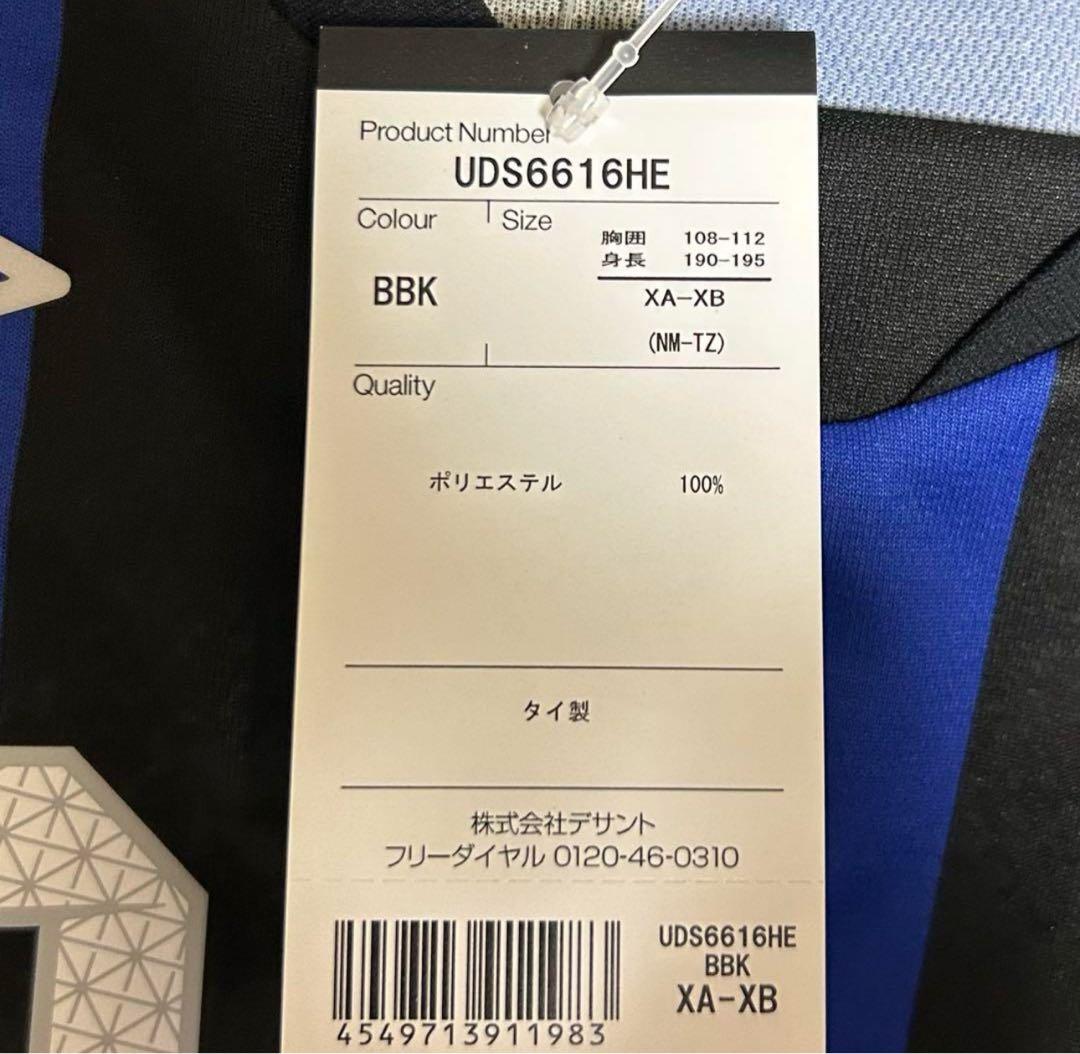 Product Number
UDS6616HE
Colour
Size
胸囲 108-112
身長 190-195
BBK
XA-XB
(NM-TZ)
Quality
ポリエステル 100%
タイ製
株式会社デサント
フリーダイヤル 0120-46-0310
UDS6616HE
BBK
XA-XB
4549713911983